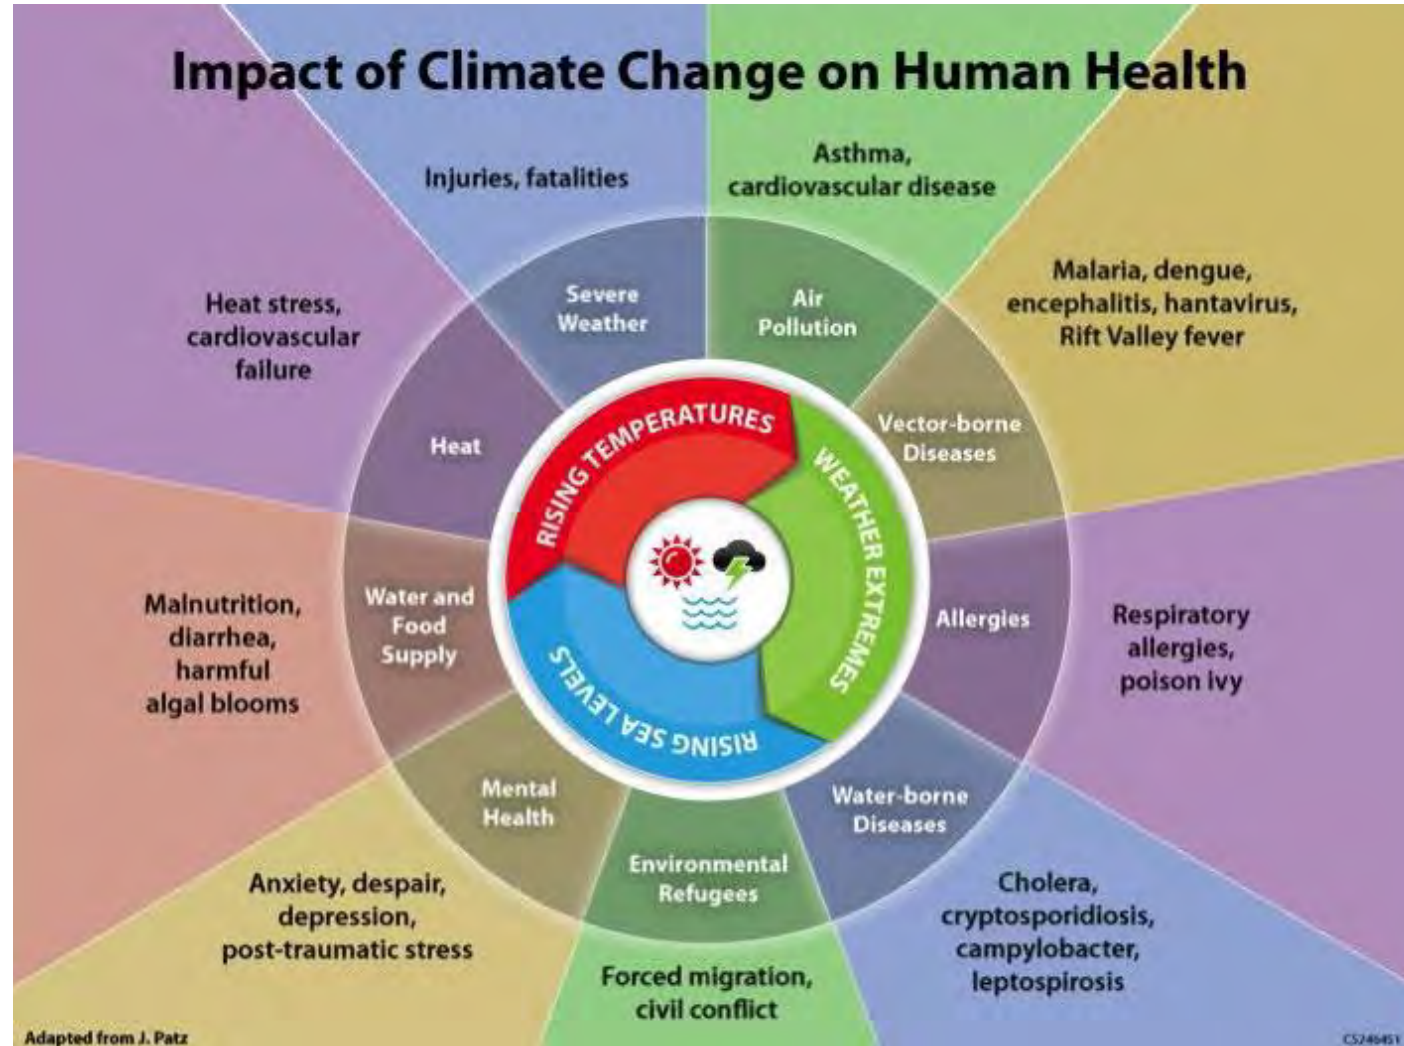 Impact of Climate Change on Human Health
Injuries, fatalities
Asthma,
cardiovascular disease
Heat stress,
cardiovascular
failure
Malaria, dengue,
encephalitis, hantavirus,
Rift Valley fever
Severe
Weather
Air
Pollution
Heat
Vector-borne
Diseases
RISING TEMPERATURES
WEATHER EXTREMES
RISING SEA LEVELS
Water and
Food
Supply
Allergies
Malnutrition,
diarrhea,
harmful
algal blooms
Respiratory
allergies,
poison ivy
Mental
Health
Environmental
Refugees
Water-borne
Diseases
Anxiety, despair,
depression,
post-traumatic stress
Forced migration,
civil conflict
Cholera,
cryptosporidiosis,
campylobacter,
leptospirosis
Adapted from J. Patz
CS246451